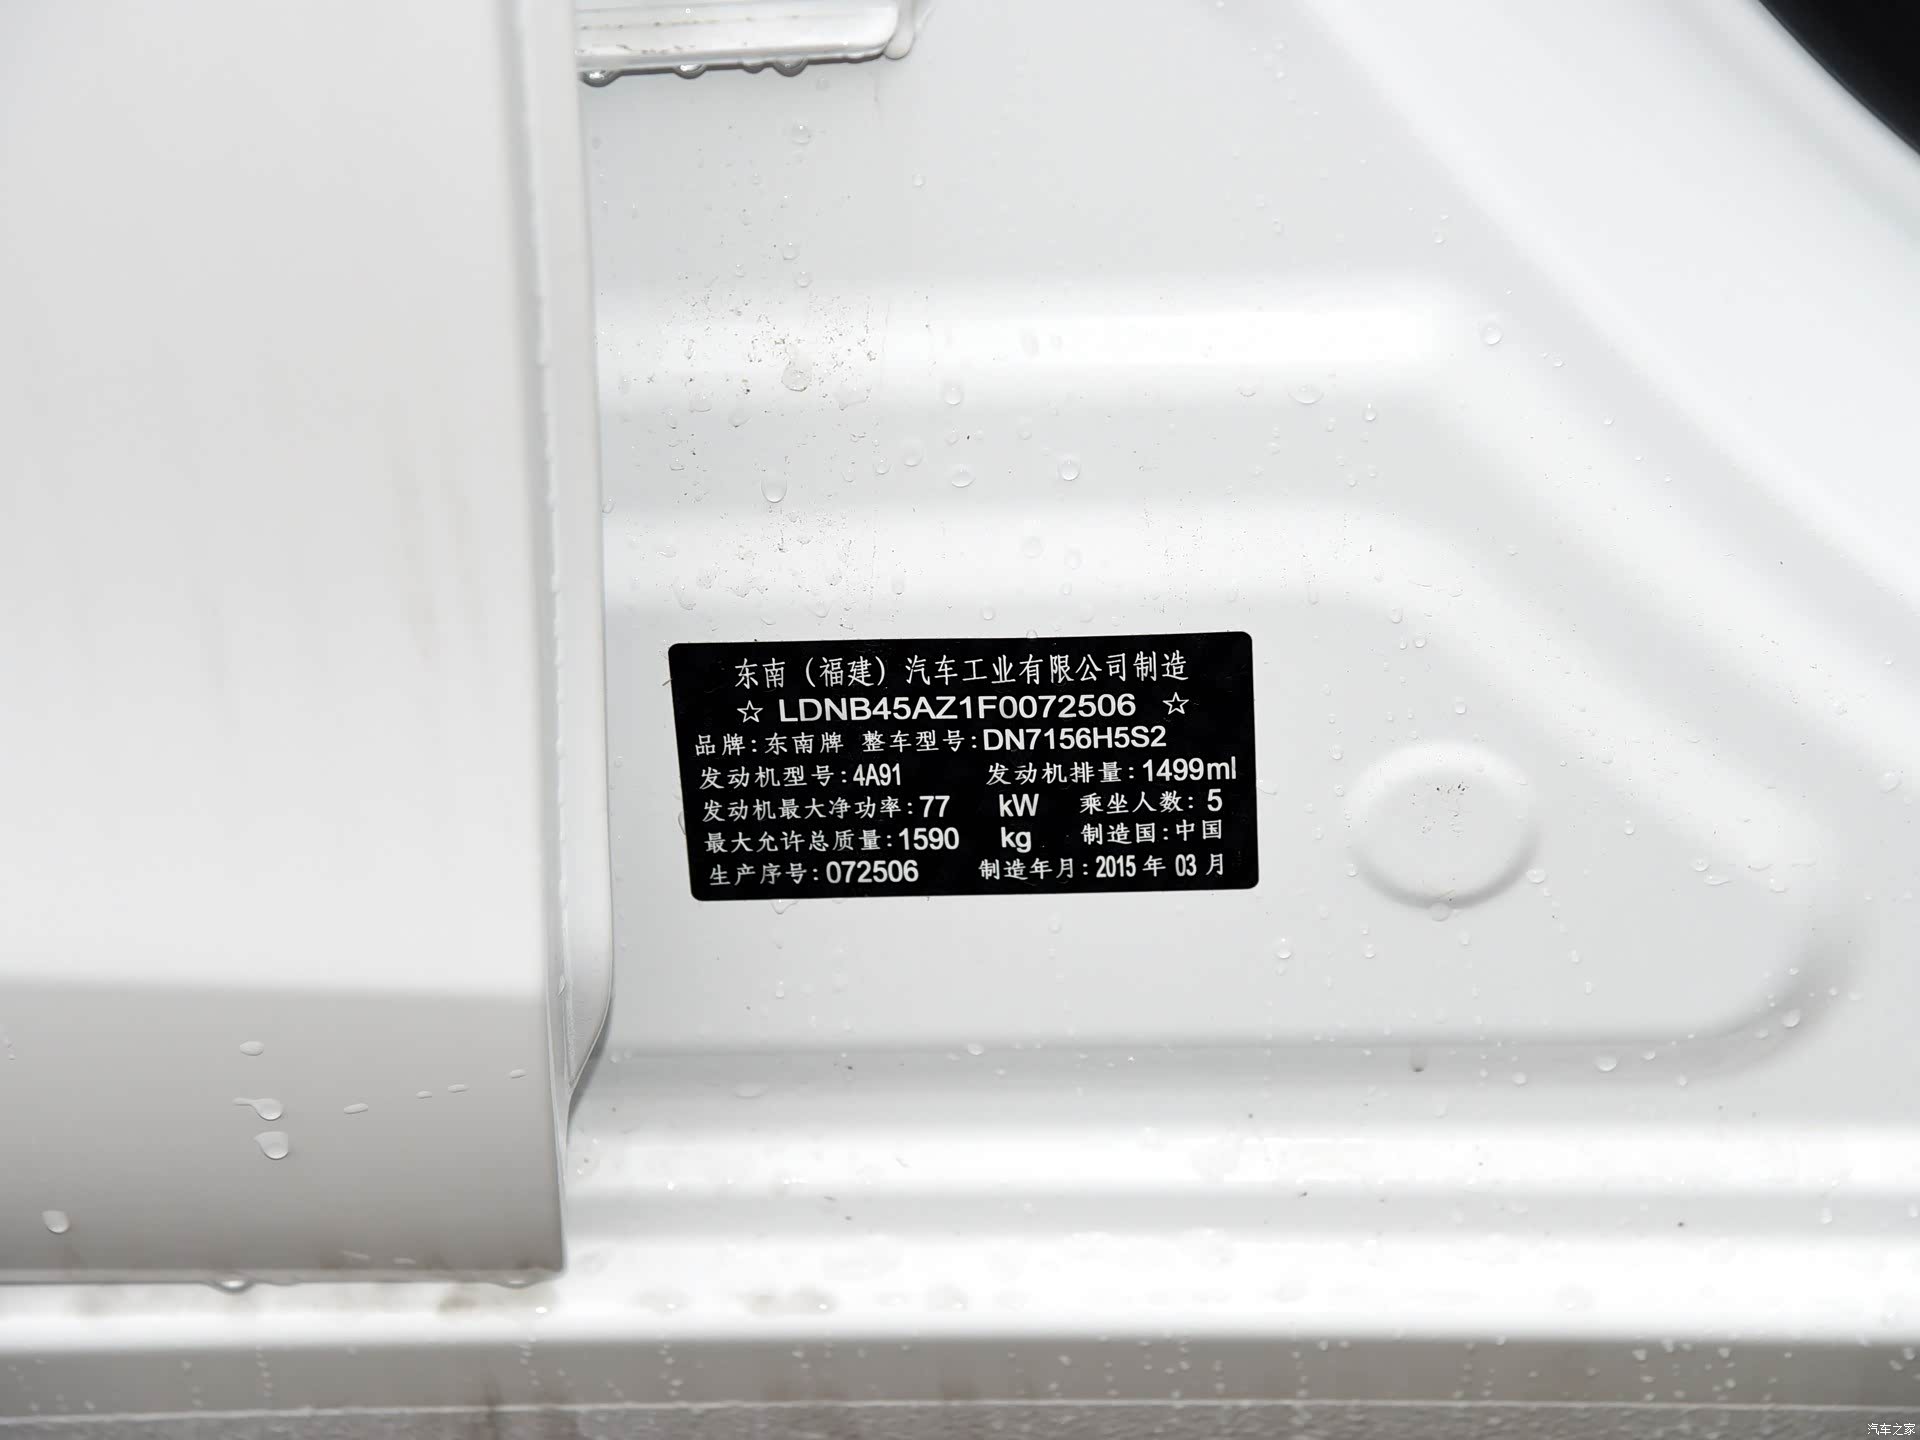 东南（福建）汽车工业有限公司制造
☆ LDNB45AZ1F0072506 ☆
品牌:东南牌 整车型号:DN7156H5S2
发动机型号:4A91 发动机排量:1499ml
发动机最大净功率:77 kW 乘坐人数:5
最大允许总质量:1590 kg 制造国:中国
生产序号:072506 制造年月:2015年 03月
汽车之家